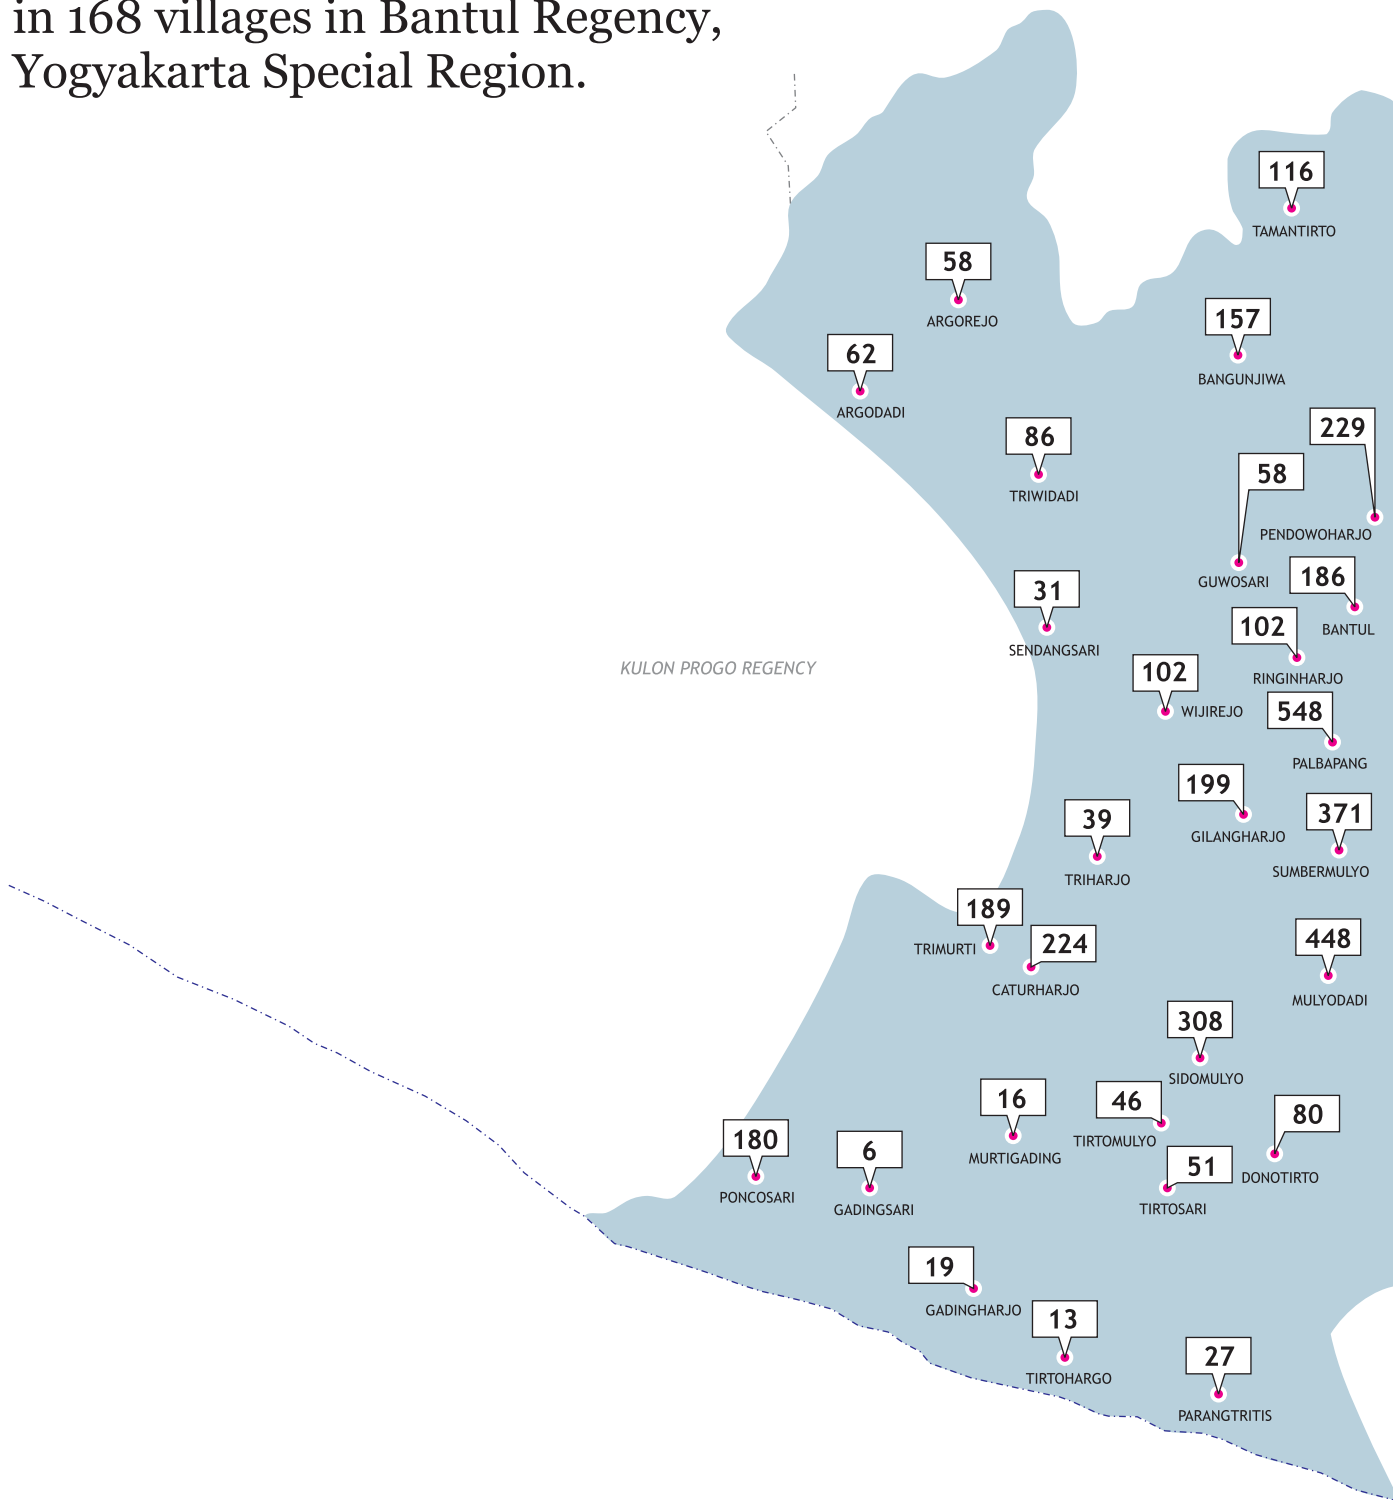 in 168 villages in Bantul Regency,
Yogyakarta Special Region.
116
TAMANTIRTO
58
ARGOREJO
157
BANGUNJIWA
62
ARGODADI
229
PENDOWOHARJO
86
TRIWIDADI
58
GUWOSARI
186
BANTUL
31
SENDANGSARI
102
RINGINHARJO
KULON PROGO REGENCY
102
WIJIREJO
548
PALBAPANG
199
GILANGHARJO
371
SUMBERMULYO
39
TRIHARJO
189
TRIMURTI
224
CATURHARJO
448
MULYODADI
308
SIDOMULYO
16
MURTIGADING
46
TIRTOMULYO
80
DONOTIRTO
180
PONCOSARI
6
GADINGSARI
51
TIRTOSARI
19
GADINGHARJO
13
TIRTOHARGO
27
PARANGTRITIS